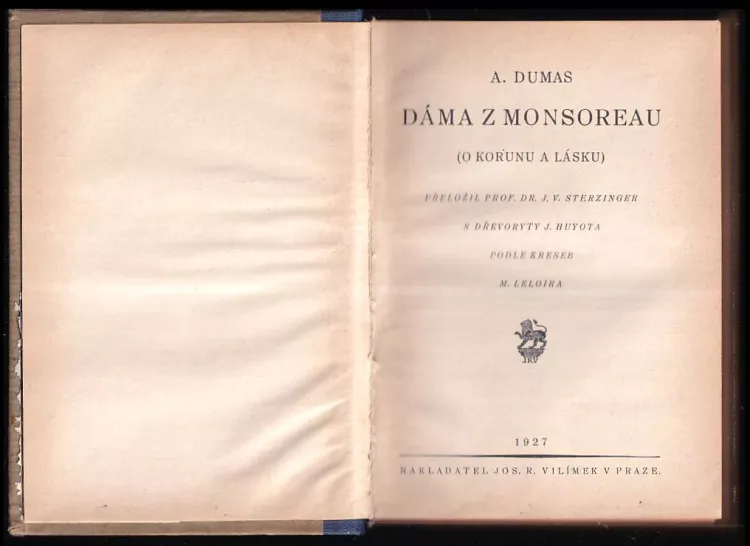 A. DUMAS
DÁMA Z MONSOREAU
(O KORUNU A LÁSKU)
PŘELOŽIL PROF. DR. J. V. STERZINGER
S DŘEVORYTY J. HUYOTA
PODLE KRESEB
M. LELOIRA
1927
NAKLADATEL JOS. R. VILÍMEK V PRAZE.